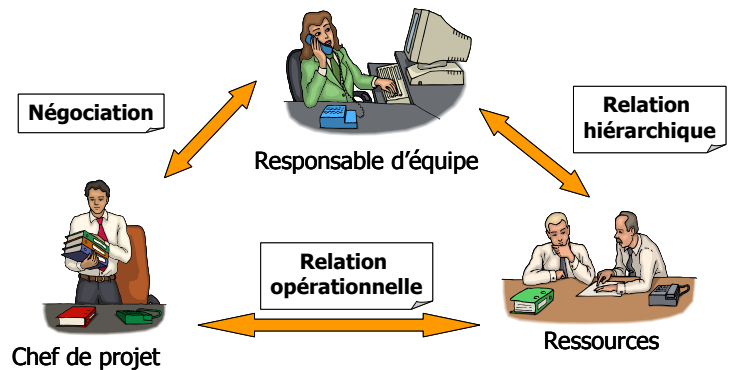 Négociation
Relation
hiérarchique
Responsable d’équipe
Relation
opérationnelle
Ressources
Chef de projet